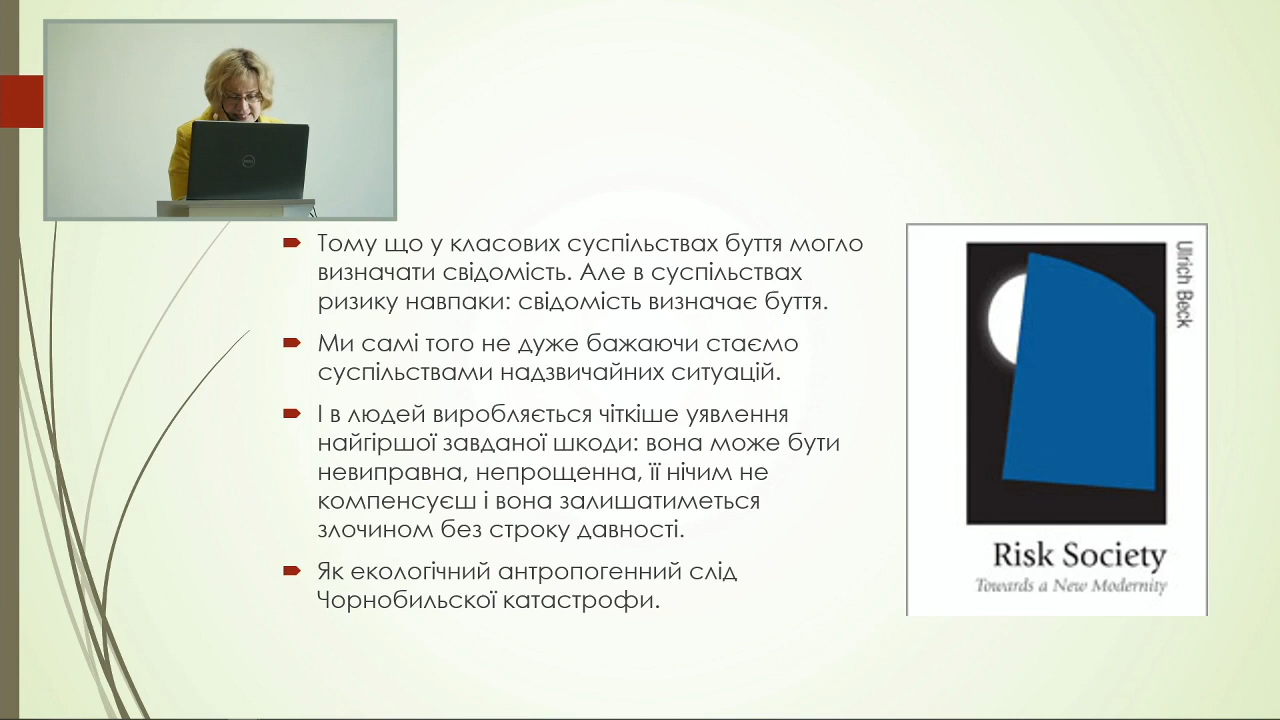 Тому що у класових суспільствах буття могло
визначати свідомість. Але в суспільствах
ризику навпаки: свідомість визначає буття.
Ми самі того не дуже бажаючи стаємо
суспільствами надзвичайних ситуацій.
І в людей виробляється чіткіше уявлення
найгіршої завданої шкоди: вона може бути
невиправна, непрощенна, її нічим не
компенсуєш і вона залишатиметься
злочином без строку давності.
Як екологічний антропогенний слід
Чорнобильскої катастрофи.
Ulrich Beck
Risk Society
Towards a New Modernity
DELL